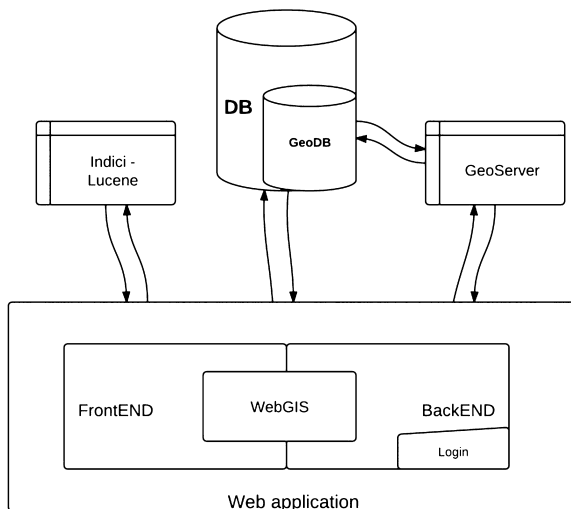 DB
GeoDB
Indici -
Lucene
GeoServer
FrontEND
WebGIS
BackEND
Login
Web application